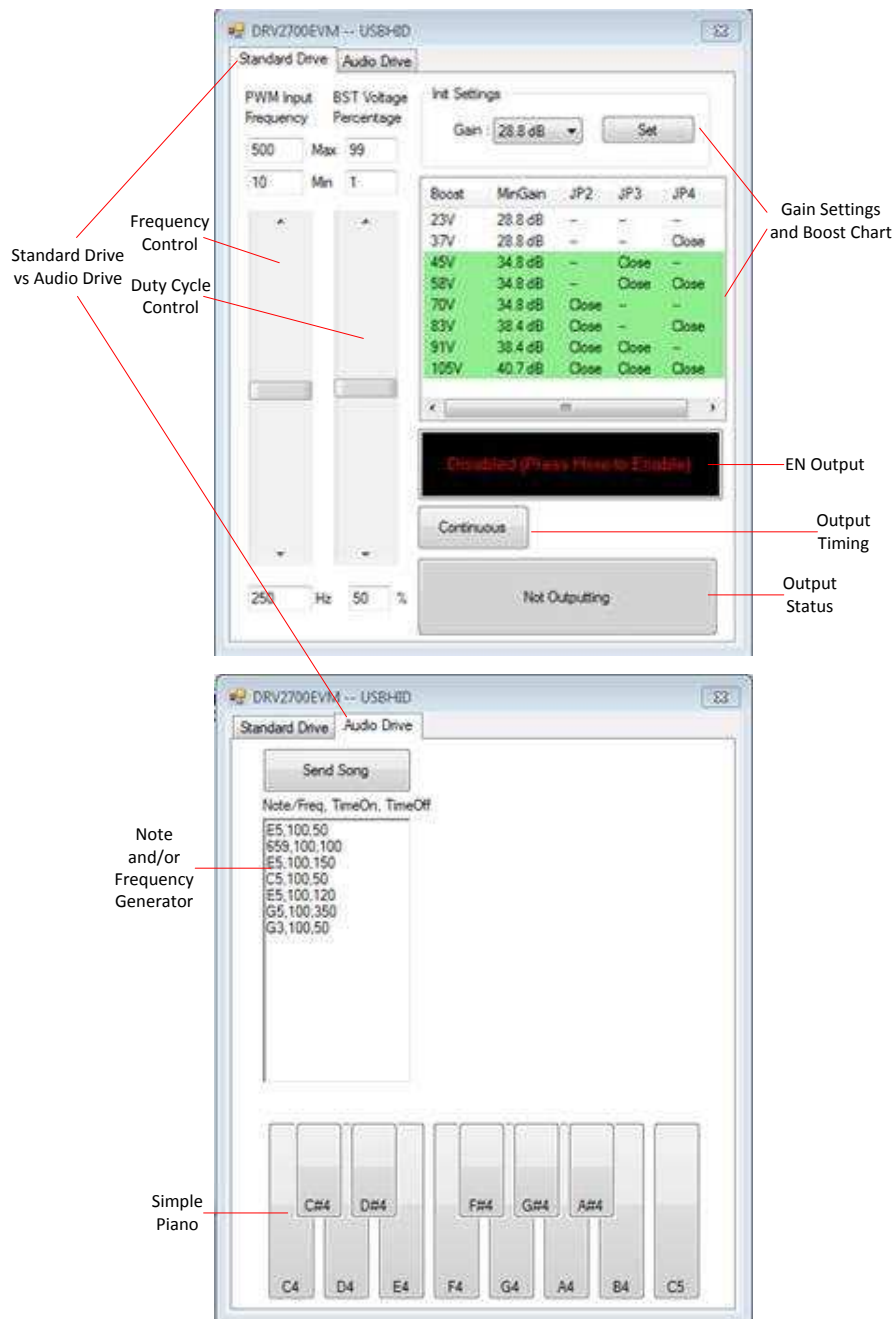 DRV2700EVM -- USBHID
Standard Drive Audio Drive
PWM Input Frequency
BST Voltage Percentage
500 Max 99
10 Min 1
Init Settings
Gain : 28.8 dB Set
Boost MinGain JP2 JP3 JP4
23V 28.8 dB -- -- --
37V 28.8 dB -- -- Close
45V 34.8 dB -- Close --
58V 34.8 dB -- Close Close
70V 34.8 dB Close -- --
83V 38.4 dB Close -- Close
91V 38.4 dB Close Close --
105V 40.7 dB Close Close Close
Disabled (Press Here to Enable)
Continuous
Not Outputting
250 Hz 50 %
Standard Drive
vs Audio Drive
Frequency
Control
Duty Cycle
Control
Gain Settings
and Boost Chart
EN Output
Output
Timing
Output
Status
DRV2700EVM -- USBHID
Standard Drive Audio Drive
Send Song
Note/Freq, TimeOn, TimeOff
E5,100,50
659,100,100
E5,100,150
C5,100,50
E5,100,120
G5,100,350
G3,100,50
Note
and/or
Frequency
Generator
Simple
Piano
C#4 D#4 F#4 G#4 A#4
C4 D4 E4 F4 G4 A4 B4 C5